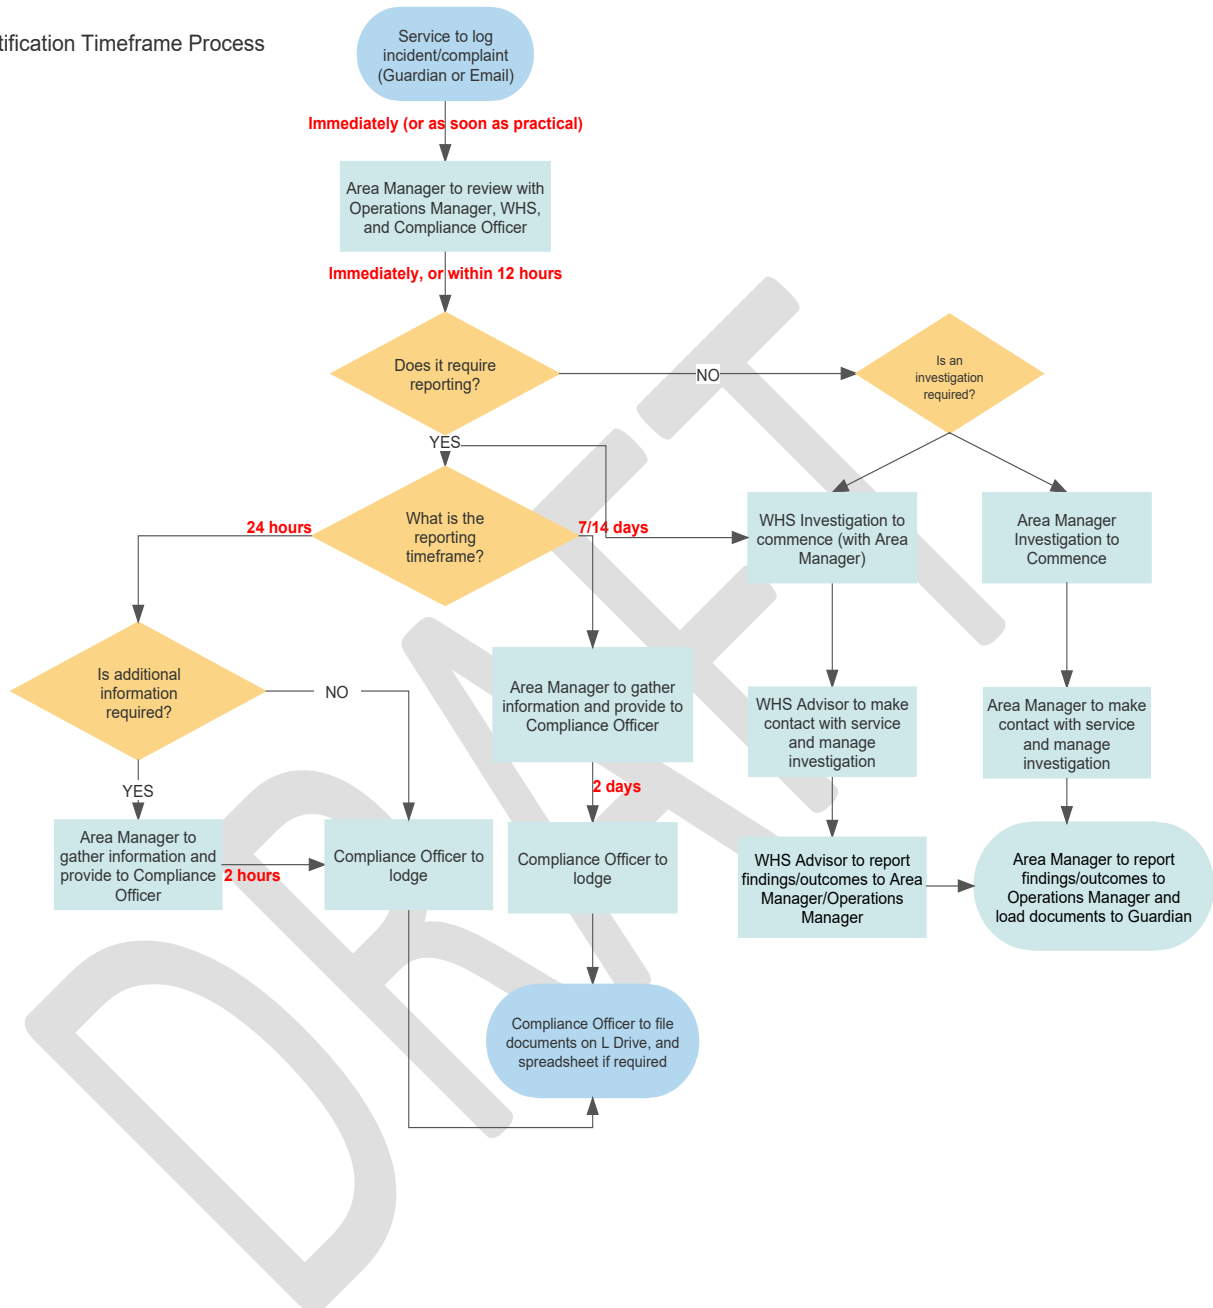 tification Timeframe Process
Service to log
incident/complaint
(Guardian or Email)
Immediately (or as soon as practical)
Area Manager to review with
Operations Manager, WHS,
and Compliance Officer
Immediately, or within 12 hours
Does it require
reporting?
NO
Is an
investigation
required?
YES
What is the
reporting
timeframe?
24 hours
7/14 days
WHS Investigation to
commence (with Area
Manager)
Area Manager
Investigation to
Commence
Is additional
information
required?
NO
Area Manager to gather
information and provide to
Compliance Officer
WHS Advisor to make
contact with service
and manage
investigation
Area Manager to make
contact with service
and manage
investigation
YES
2 days
Area Manager to
gather information and
provide to Compliance
Officer
2 hours
Compliance Officer to
lodge
Compliance Officer to
lodge
WHS Advisor to report
findings/outcomes to Area
Manager/Operations
Manager
Area Manager to report
findings/outcomes to
Operations Manager and
load documents to Guardian
Compliance Officer to file
documents on L Drive, and
spreadsheet if required
DRAFT